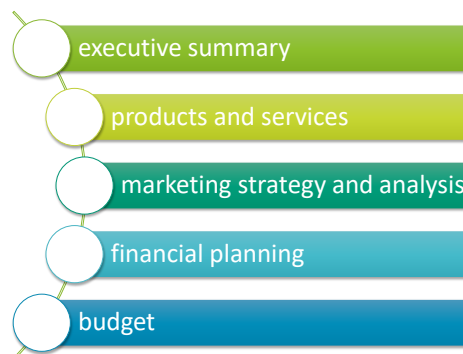 executive summary
products and services
marketing strategy and analysis
financial planning
budget